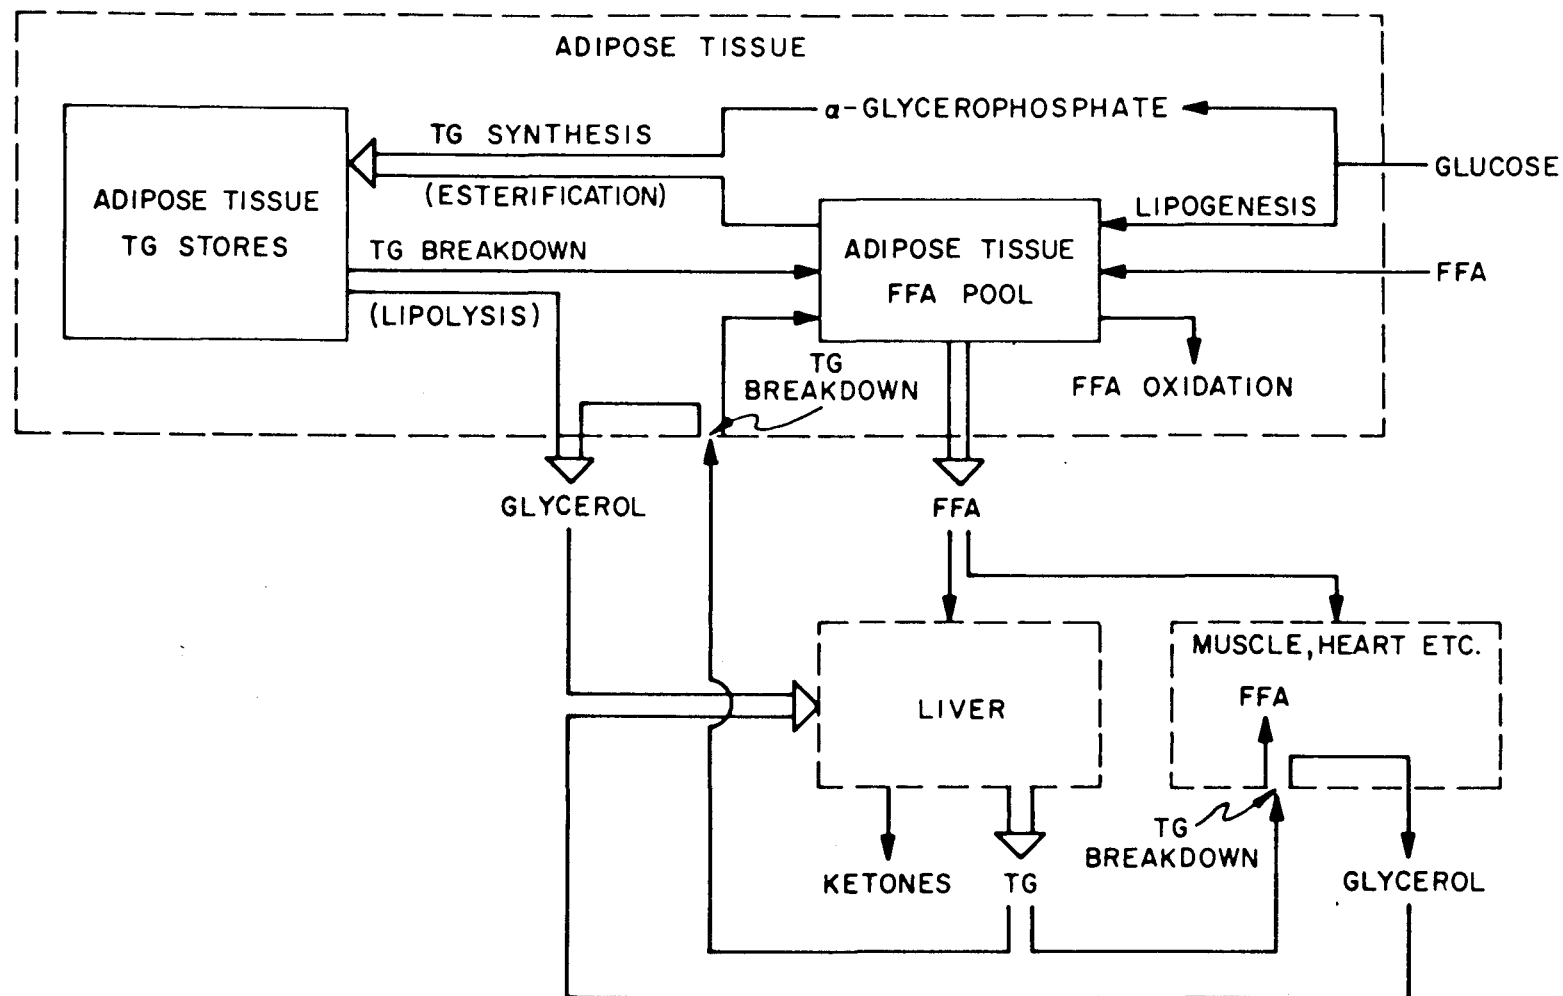 ADIPOSE TISSUE
α-GLYCEROPHOSPHATE
TG SYNTHESIS
(ESTERIFICATION)
GLUCOSE
LIPOGENESIS
ADIPOSE TISSUE
TG STORES
TG BREAKDOWN
(LIPOLYSIS)
ADIPOSE TISSUE
FFA POOL
FFA
TG
BREAKDOWN
FFA OXIDATION
GLYCEROL
FFA
LIVER
MUSCLE, HEART ETC.
FFA
TG
BREAKDOWN
KETONES
TG
GLYCEROL